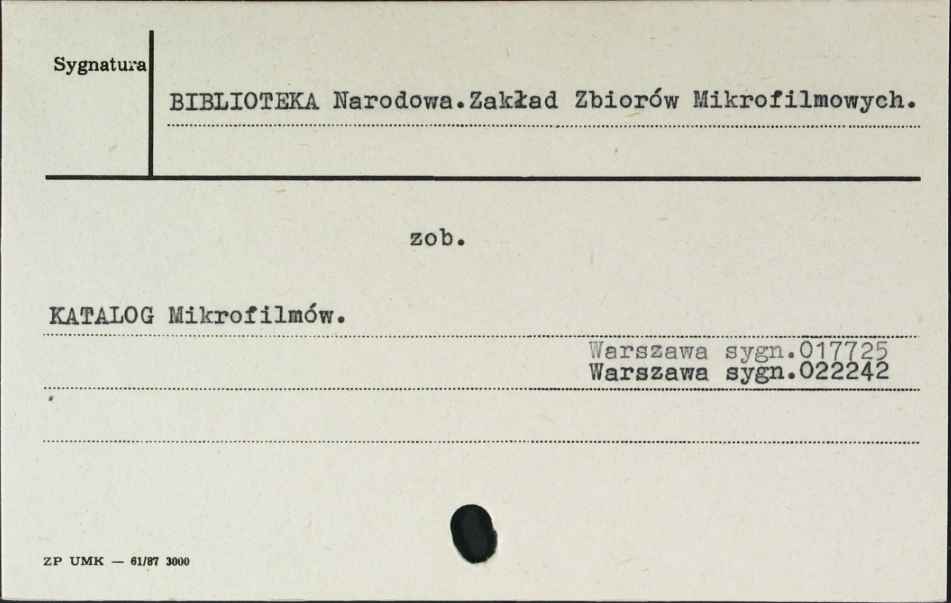 Sygnatura
BIBLIOTEKA Narodowa.Zakład Zbiorów Mikrofilmowych.
zob.
KATALOG Mikrofilmów.
Warszawa sygn.017725
Warszawa sygn.022242
ZP UMK — 61/87 3000